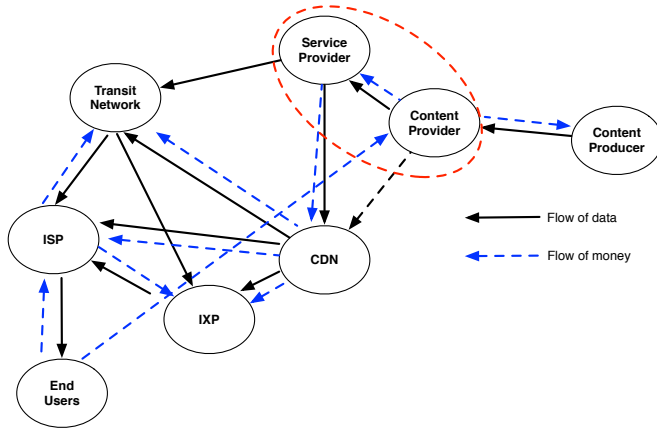 Service
Provider
Transit
Network
Content
Provider
Content
Producer
Flow of data
ISP
Flow of money
CDN
IXP
End
Users